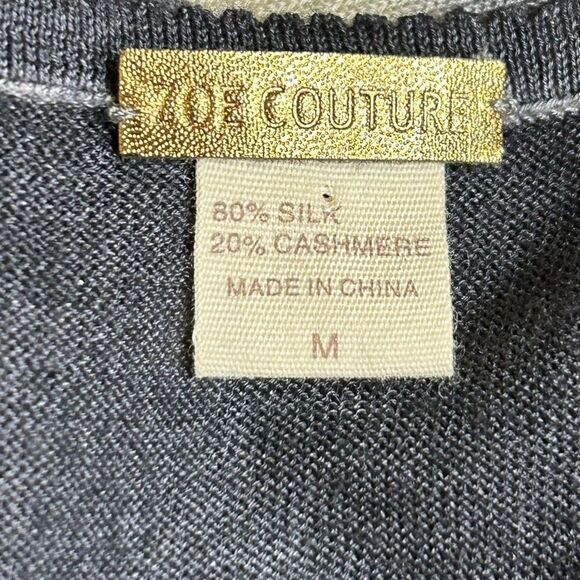 ZOE COUTURE
80% SILK
20% CASHMERE
MADE IN CHINA
M